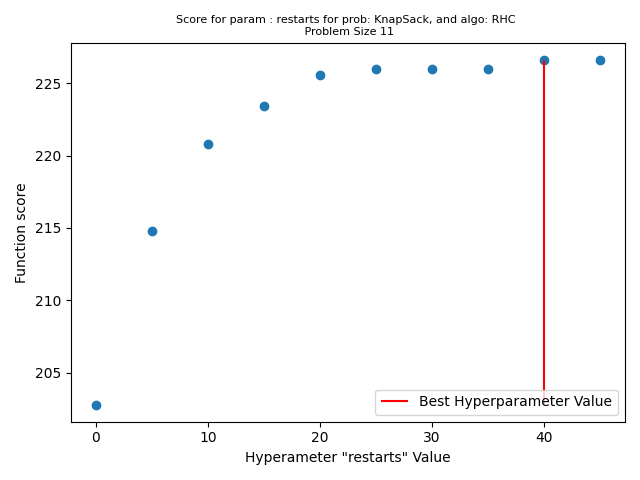 Score for param : restarts for prob: KnapSack, and algo: RHC
Problem Size 11
Function score
225
220
215
210
205
0
10
20
30
40
Hyperameter "restarts" Value
Best Hyperparameter Value